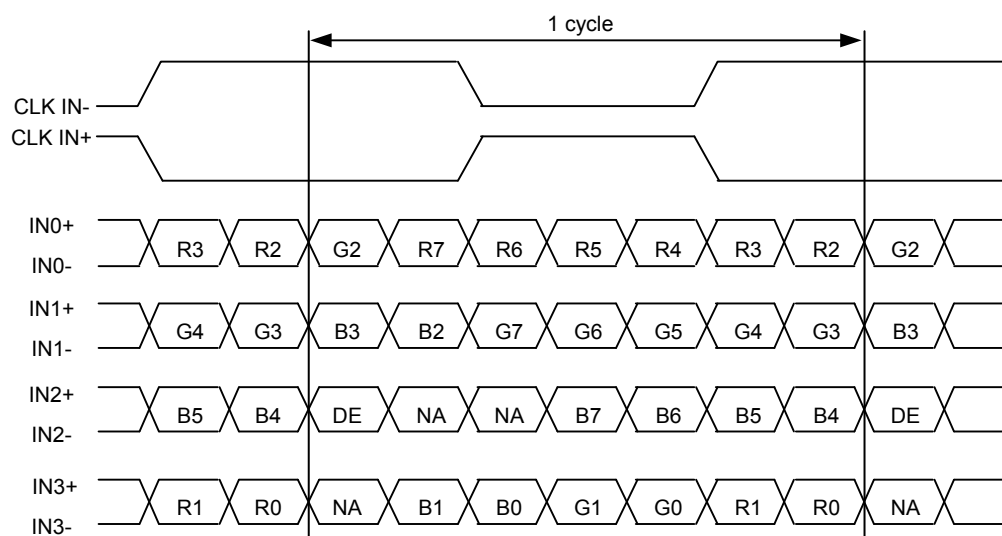 1 cycle
CLK IN-
CLK IN+
IN0+
R3 R2 G2 R7 R6 R5 R4 R3 R2 G2
IN0-
IN1+
G4 G3 B3 B2 G7 G6 G5 G4 G3 B3
IN1-
IN2+
B5 B4 DE NA NA B7 B6 B5 B4 DE
IN2-
IN3+
R1 R0 NA B1 B0 G1 G0 R1 R0 NA
IN3-